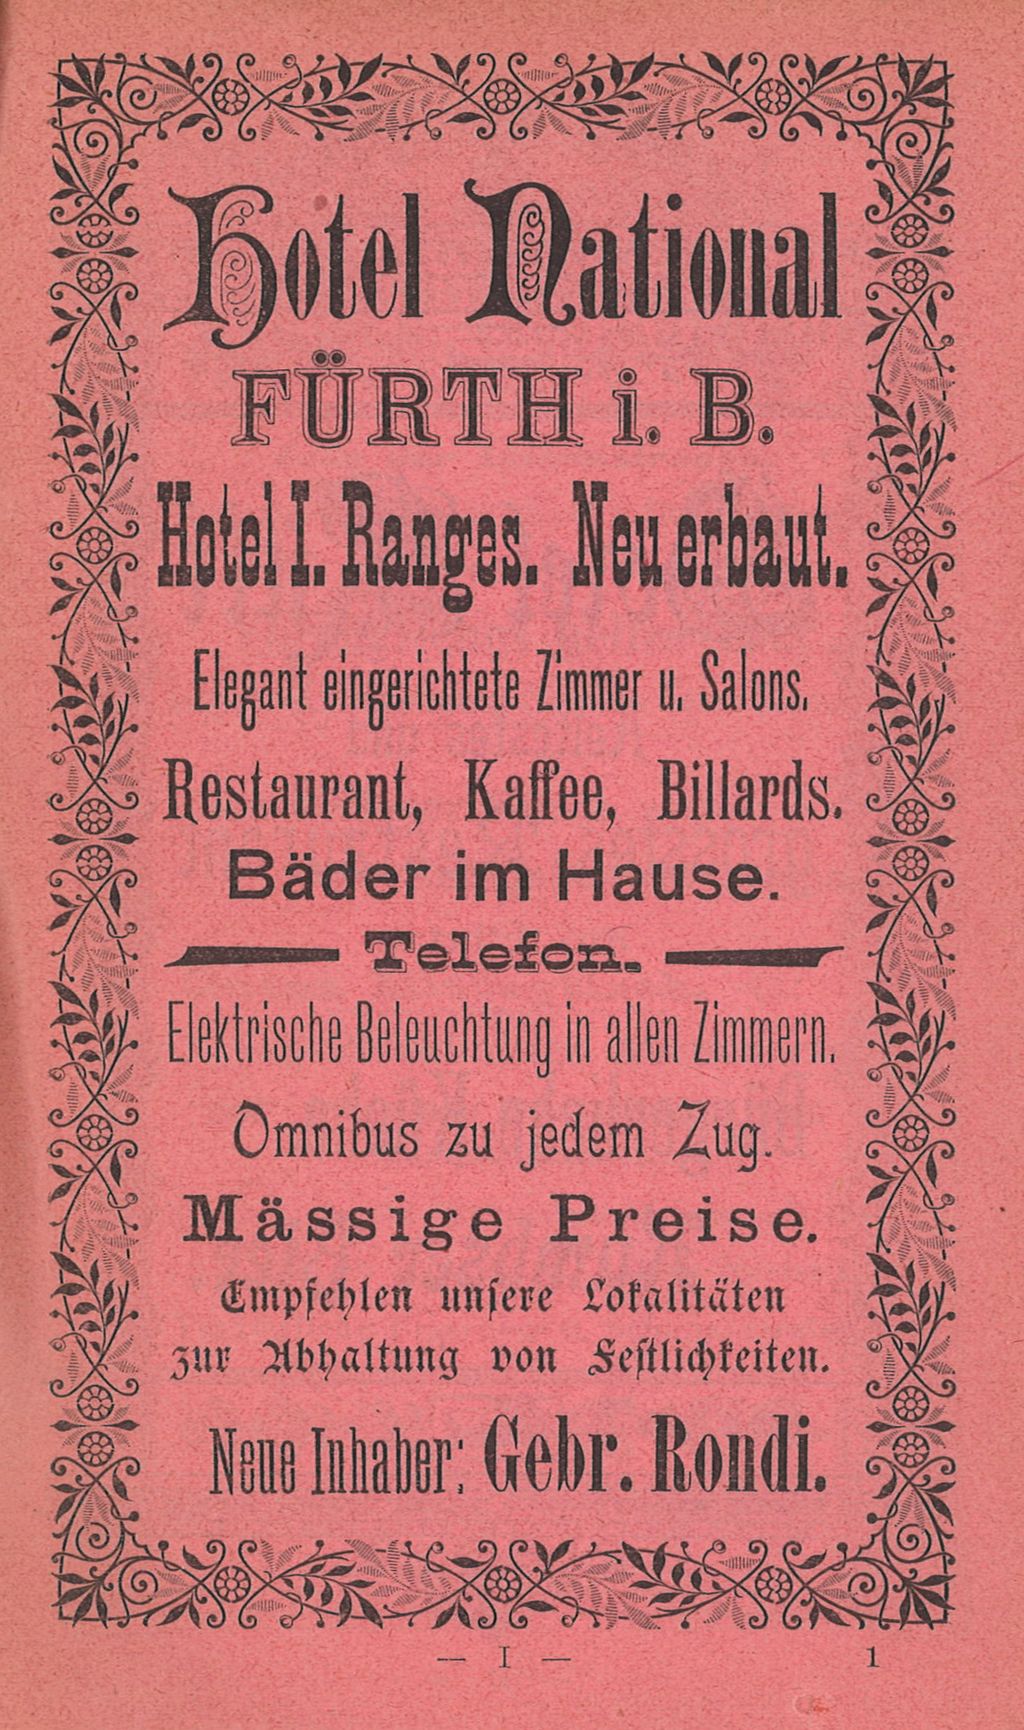 Hotel National
FÜRTH i. B.
Hotel I. Ranges. Neu erbaut.
Elegant eingerichtete Zimmer u. Salons.
Restaurant, Kaffee, Billards.
Bäder im Hause.
Telefon.
Elektrische Beleuchtung in allen Zimmern.
Omnibus zu jedem Zug.
Mässige Preise.
Empfehlen unsere Lokalitäten
zur Abhaltung von Festlichkeiten.
Neue Inhaber: Gebr. Rondi.
— I — 1